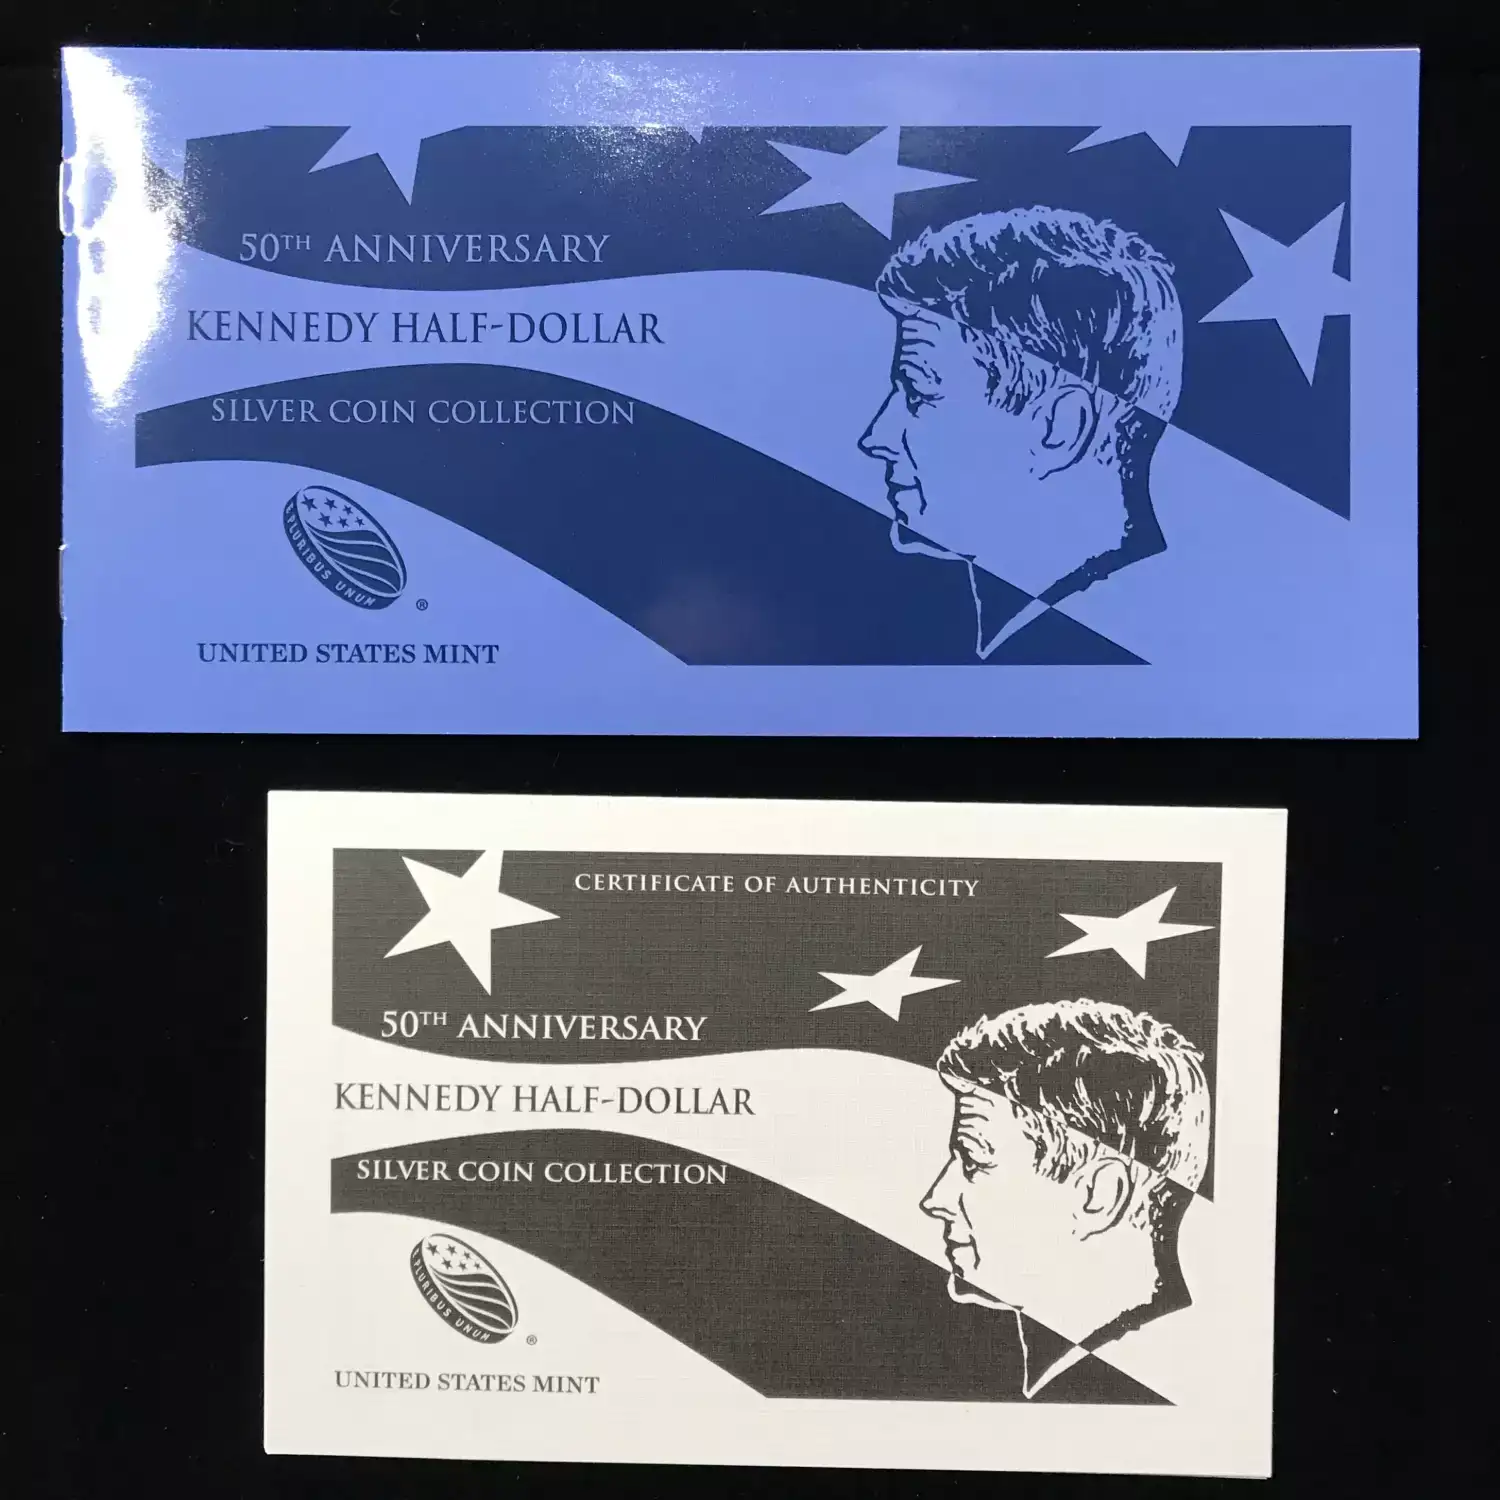 50TH ANNIVERSARY
KENNEDY HALF-DOLLAR
SILVER COIN COLLECTION
E PLURIBUS UNUM
®
UNITED STATES MINT
CERTIFICATE OF AUTHENTICITY
50TH ANNIVERSARY
KENNEDY HALF-DOLLAR
SILVER COIN COLLECTION
E PLURIBUS UNUM
®
UNITED STATES MINT